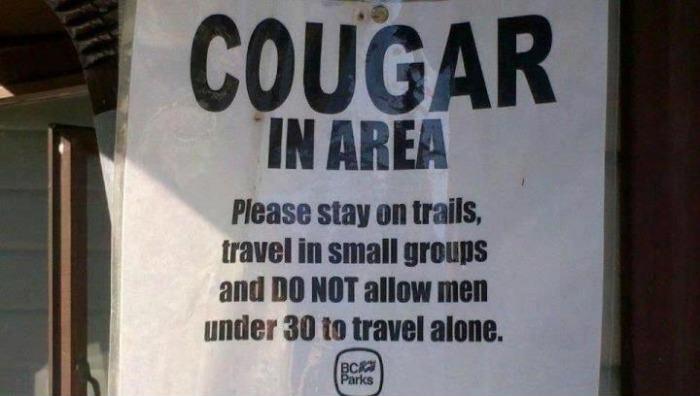 COUGAR
IN AREA
Please stay on trails,
travel in small groups
and DO NOT allow men
under 30 to travel alone.
BC
Parks